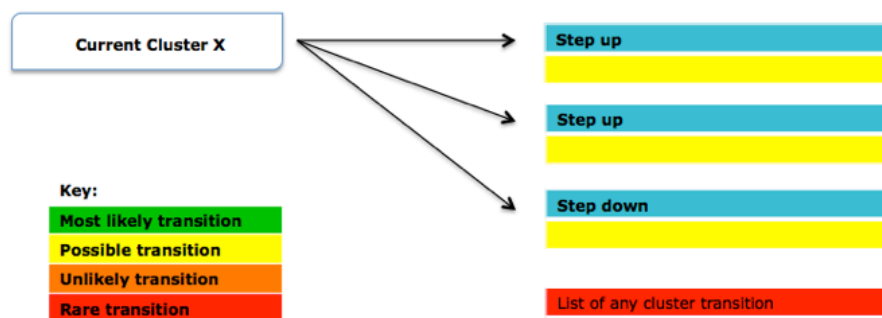 Current Cluster X
Step up
Step up
Step down
Key:
Most likely transition
Possible transition
Unlikely transition
Rare transition
List of any cluster transition